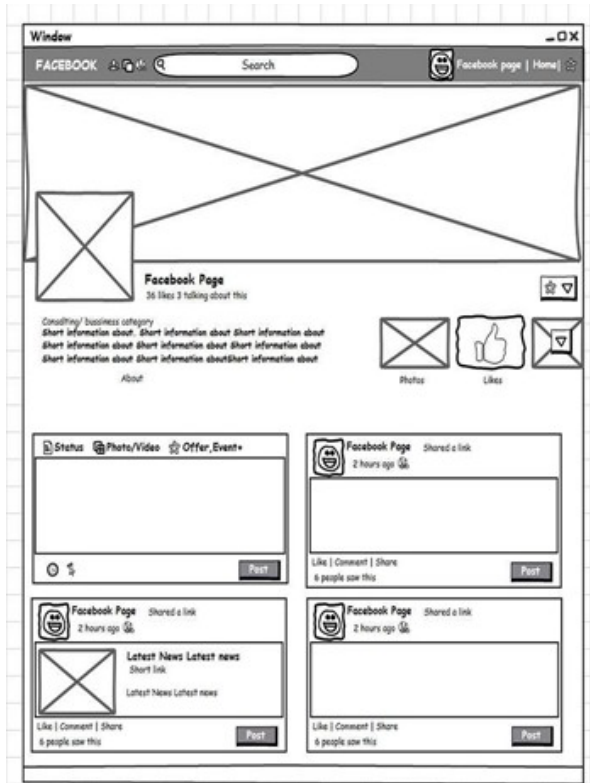 Window
FACEBOOK Search Facebook page | Home|
Facebook Page
36 likes 3 talking about this
Consilting/ bussiness category
Short information about. Short information about Short information about
Short information about Short information about Short information about
Short information about Short information aboutShort information about
About
Photos Likes
Status Photo/Video Offer,Event+
Post
Facebook Page Shared a link
2 hours ago
Like | Comment | Share
6 people saw this
Post
Facebook Page Shared a link
2 hours ago
Latest News Latest news
Short link
Latest News Latest news
Like | Comment | Share
6 people saw this
Post
Facebook Page Shared a link
2 hours ago
Like | Comment | Share
6 people saw this
Post